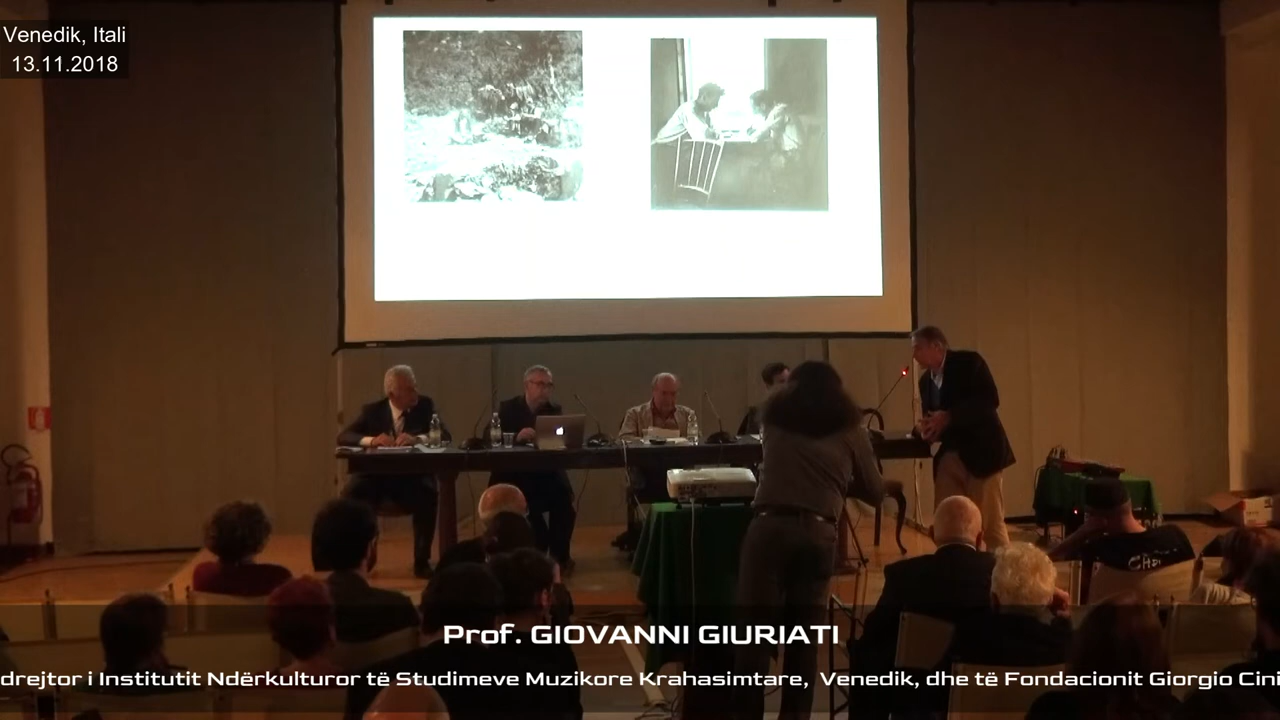 Venedik, Itali
13.11.2018
Prof. GIOVANNI GIURIATI
drejtor i Institutit Ndërkulturor të Studimeve Muzikore Krahasimtare, Venedik, dhe të Fondacionit Giorgio Cini